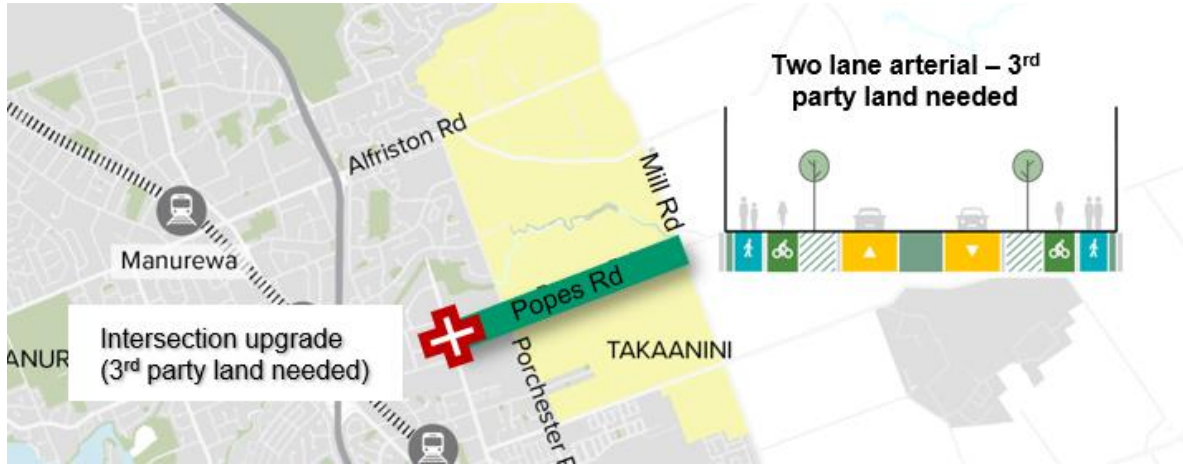 Two lane arterial – 3rd
party land needed
Alfriston Rd
Mill Rd
Manurewa
Popes Rd
Intersection upgrade
(3rd party land needed)
ANUR
TAKAANINI
Porchester